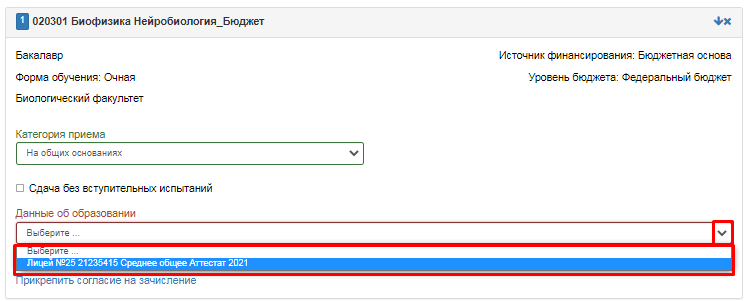 1 020301 Биофизика Нейробиология_Бюджет
Бакалавр
Источник финансирования: Бюджетная основа
Форма обучения: Очная
Уровень бюджета: Федеральный бюджет
Биологический факультет
Категория приема
На общих основаниях
Сдача без вступительных испытаний
Данные об образовании
Выберите ...
Выберите ...
Лицей №25 21235415 Среднее общее Аттестат 2021
Прикрепить согласие на зачисление